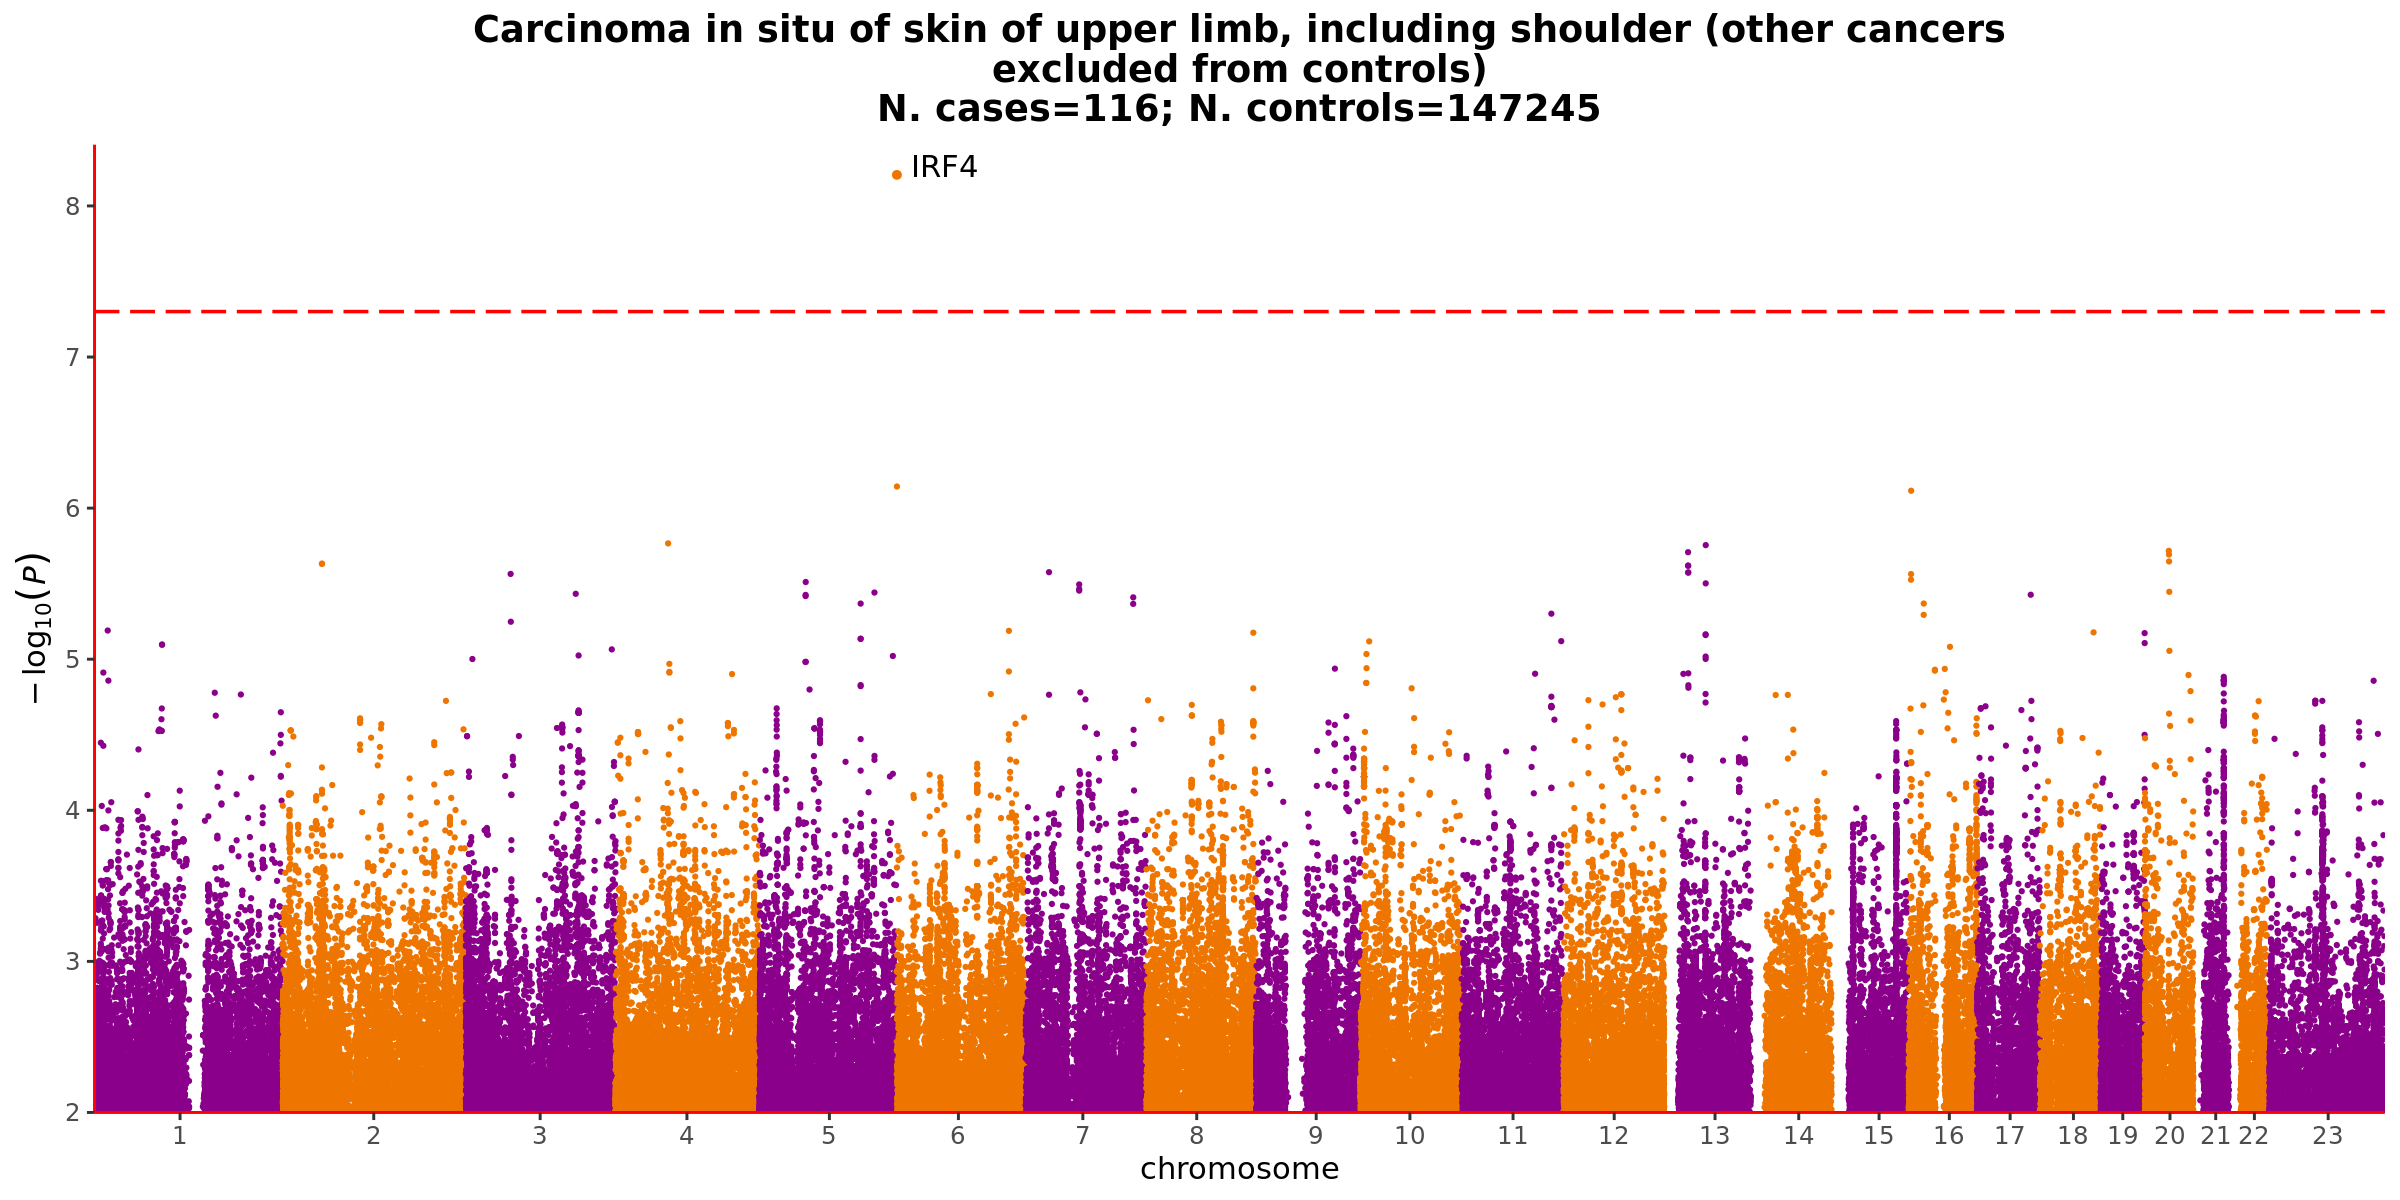 Carcinoma in situ of skin of upper limb, including shoulder (other cancers
excluded from controls)
N. cases=116; N. controls=147245
IRF4
8
7
6
5
4
3
2
−log10(P)
1 2 3 4 5 6 7 8 9 10 11 12 13 14 15 16 17 18 19 20 21 22 23
chromosome